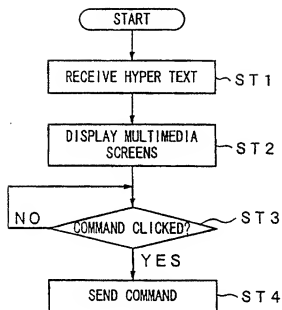 START
RECEIVE HYPER TEXT
ST1
DISPLAY MULTIMEDIA
SCREENS
ST2
COMMAND CLICKED?
ST3
NO
YES
SEND COMMAND
ST4